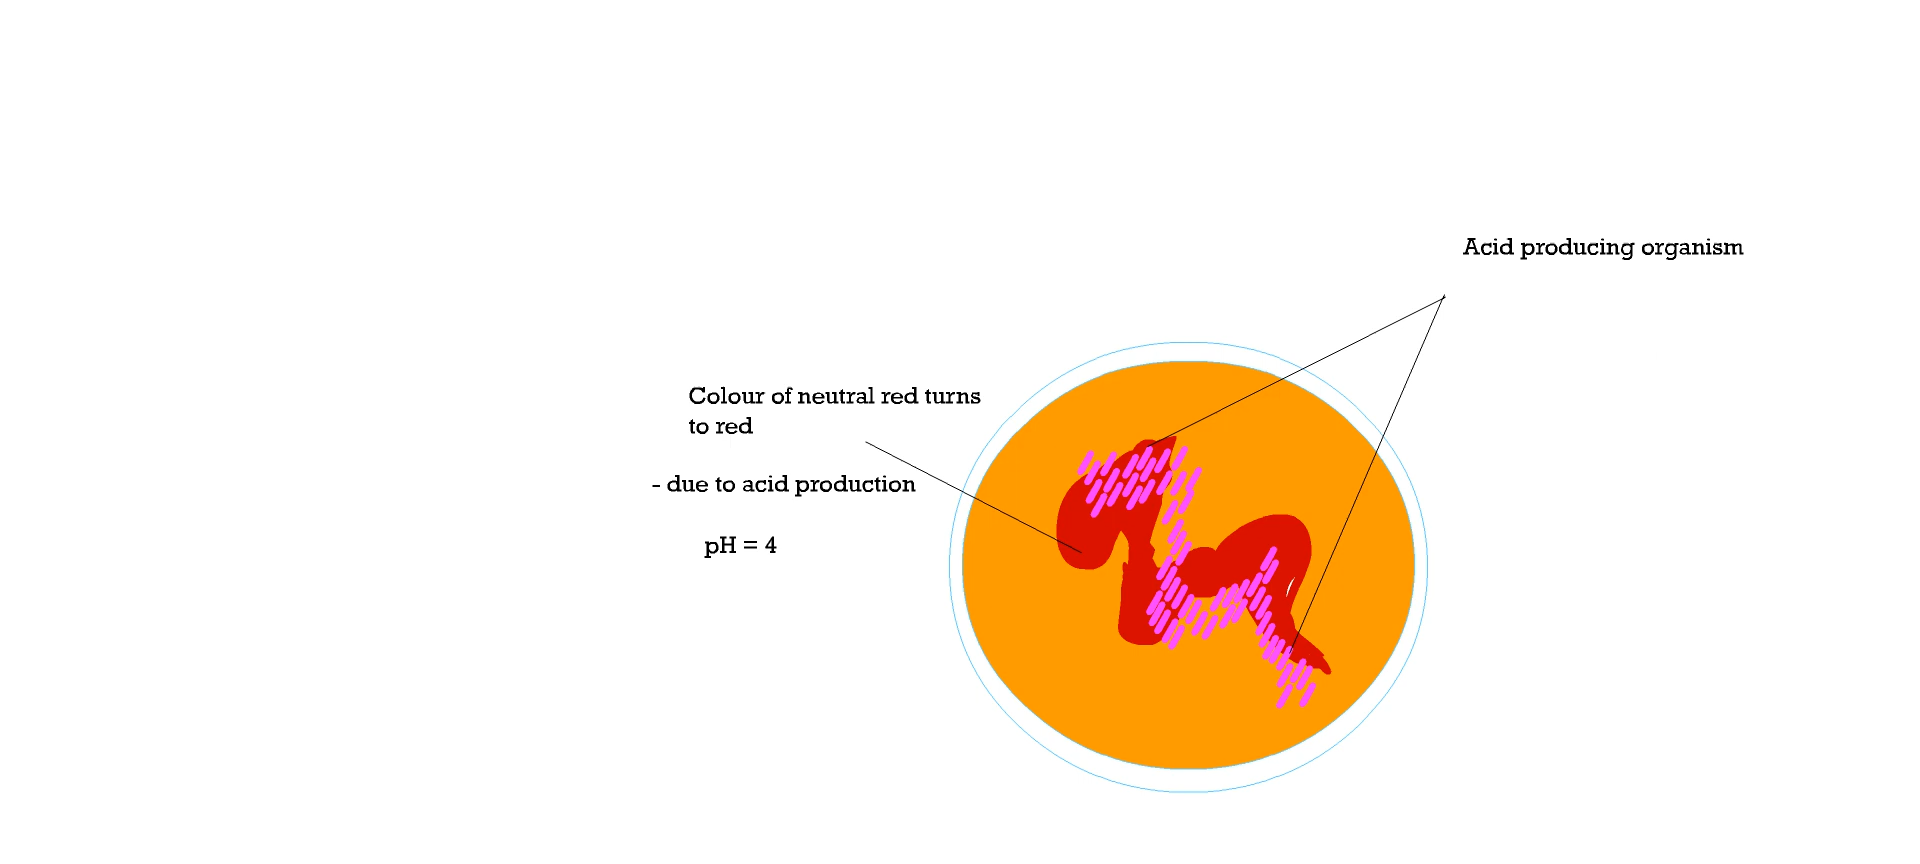 Acid producing organism
Colour of neutral red turns
to red
- due to acid production
pH = 4